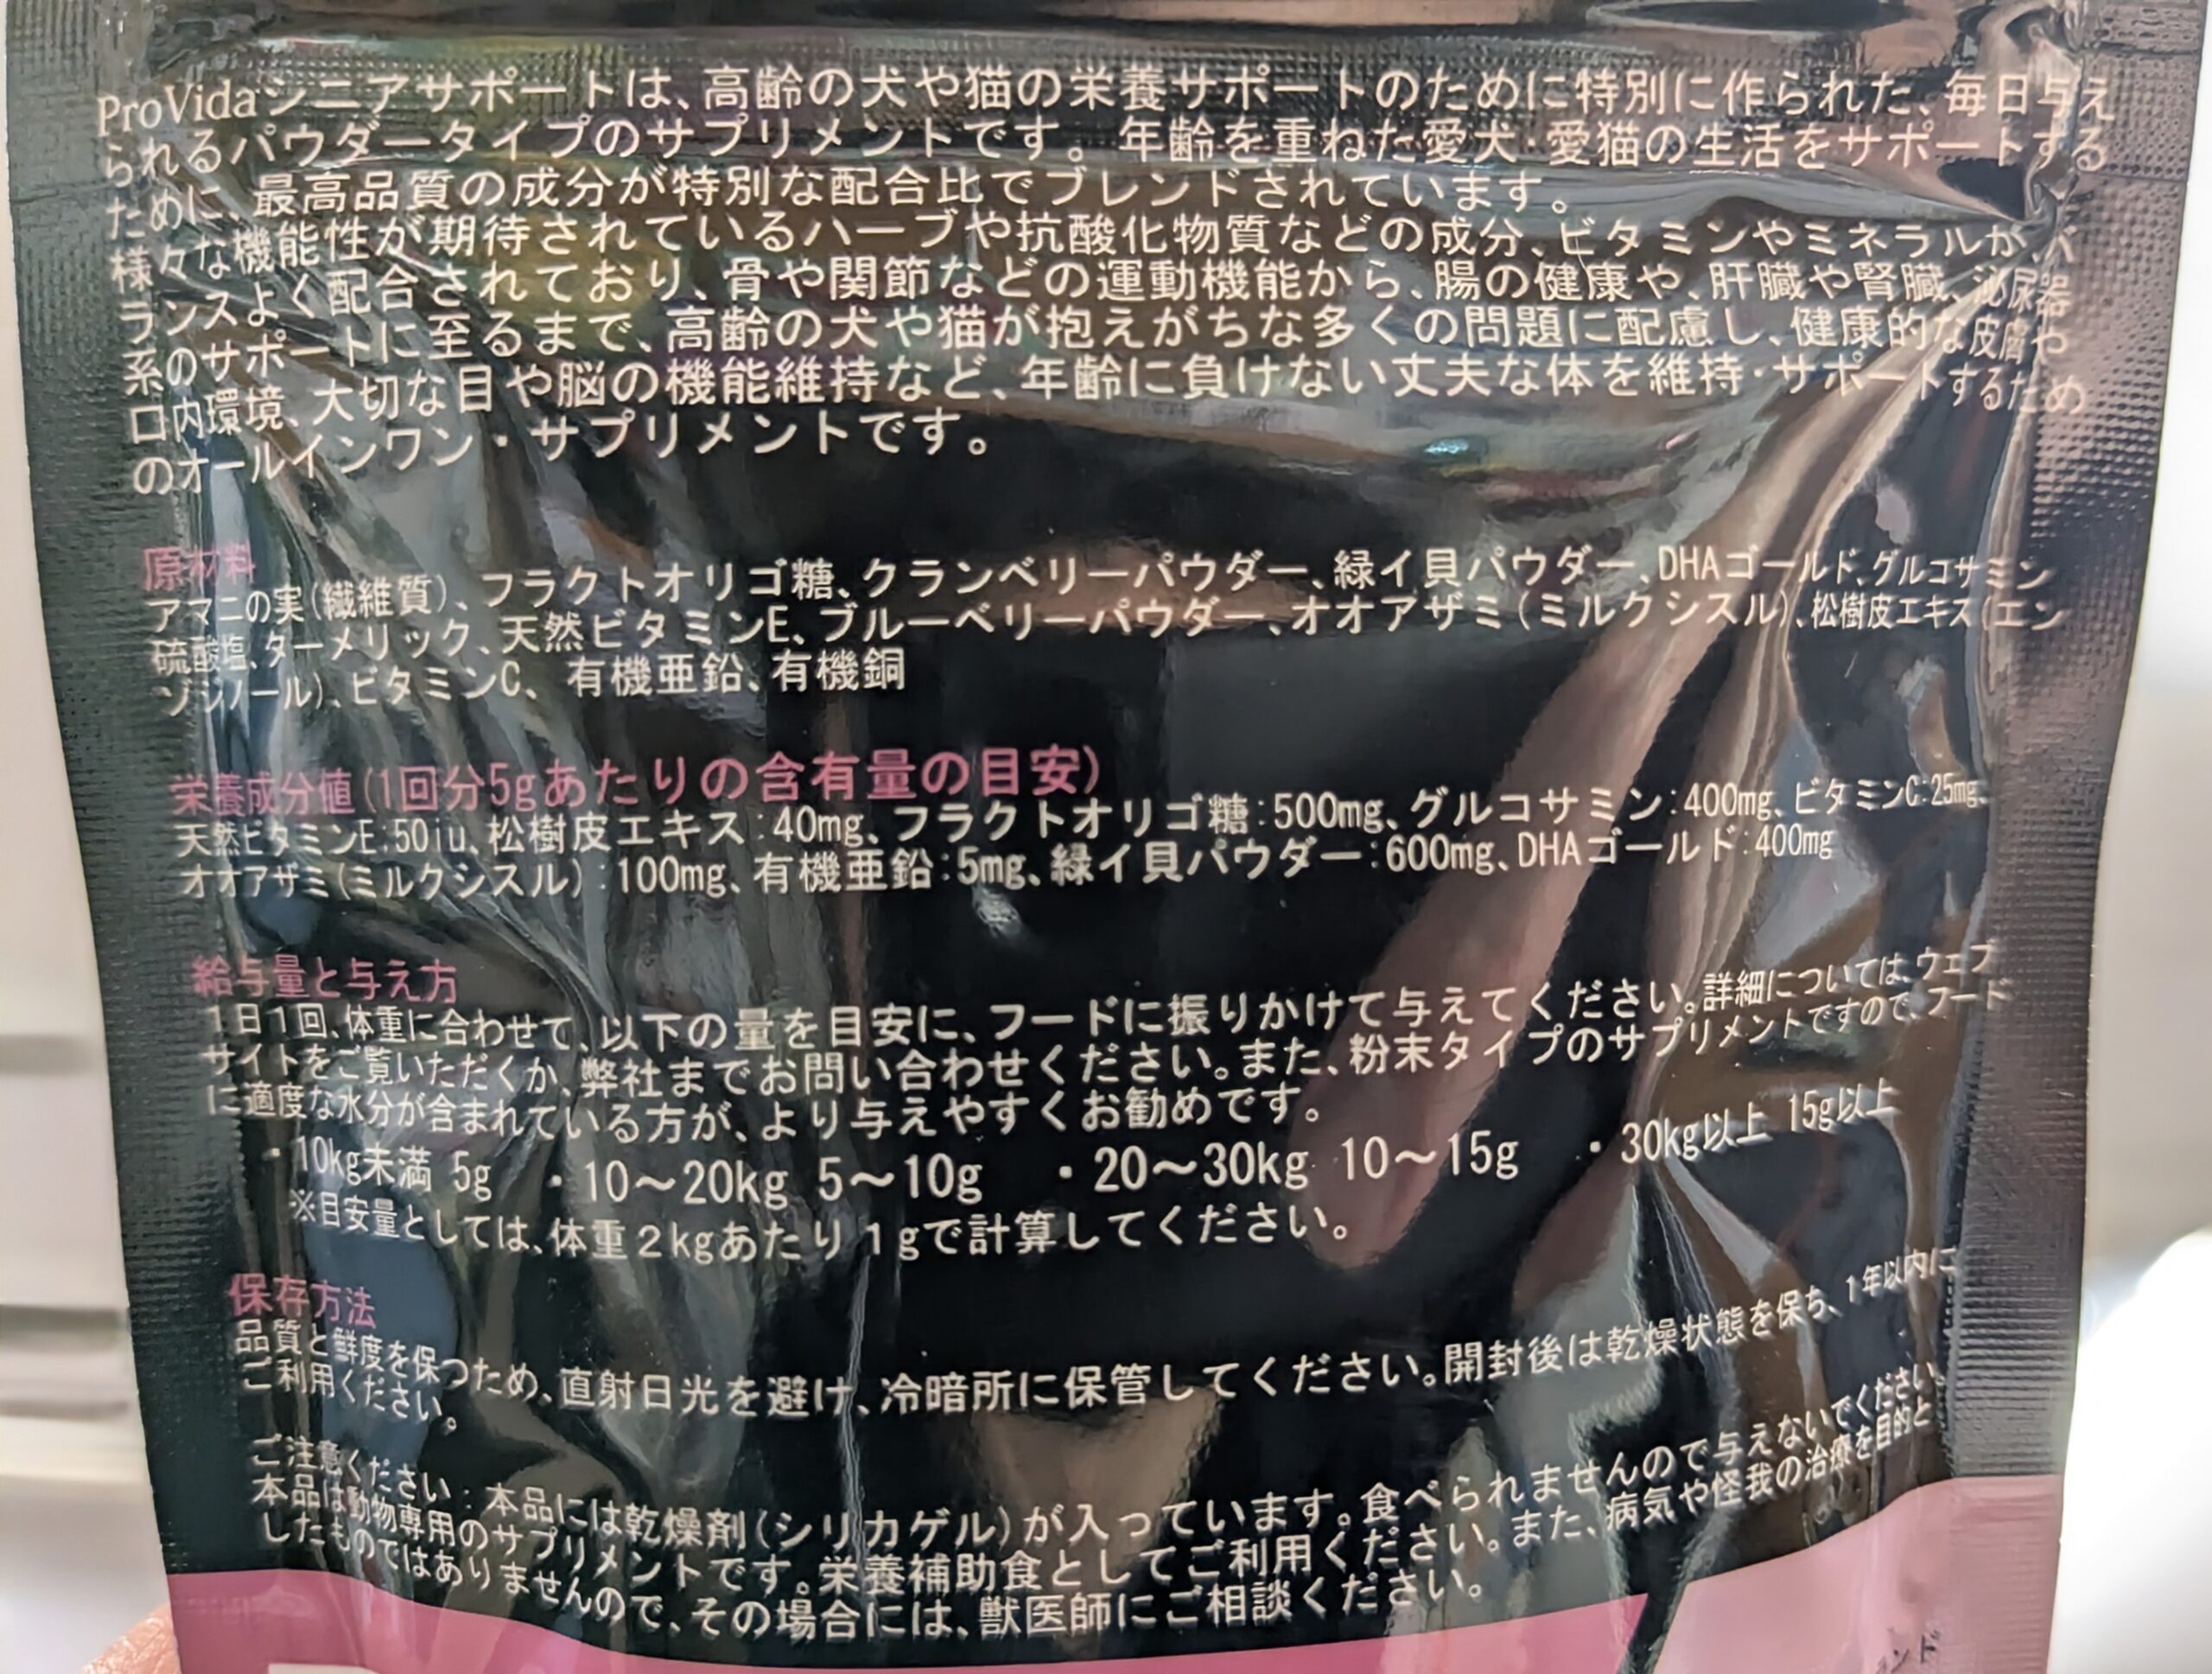 ProVidaシニアサポートは、高齢の犬や猫の栄養サポートのために特別に作られた、毎日与え
られるパウダータイプのサプリメントです。年齢を重ねた愛犬・愛猫の生活をサポートする
ために、最高品質の成分が特別な配合比でブレンドされています。
様々な機能性が期待されているハーブや抗酸化物質などの成分、ビタミンやミネラルがバ
ランスよく配合されており、骨や関節などの運動機能から、腸の健康や、肝臓や腎臓、泌尿器
系のサポートに至るまで、高齢の犬や猫が抱えがちな多くの問題に配慮し、健康的な皮膚や
口内環境、大切な目や脳の機能維持など、年齢に負けない丈夫な体を維持・サポートするため
のオールインワン・サプリメントです。
原材料
アマニの実(繊維質)、フラクトオリゴ糖、クランベリーパウダー、緑イ貝パウダー、DHAゴールド、グルコサミン
硫酸塩、ターメリック、天然ビタミンE、ブルーベリーパウダー、オオアザミ(ミルクシスル)、松樹皮エキス(エン
ゾジノール)、ビタミンC、有機亜鉛、有機銅
栄養成分値(1回分5gあたりの含有量の目安)
天然ビタミンE:50iu、松樹皮エキス:40mg、フラクトオリゴ糖:500mg、グルコサミン:400mg、ビタミンC:25mg、
オオアザミ(ミルクシスル):100mg、有機亜鉛:5mg、緑イ貝パウダー:600mg、DHAゴールド:400mg
給与量と与え方
1日1回、体重に合わせて、以下の量を目安に、フードに振りかけて与えてください。詳細については、ウェブ
サイトをご覧いただくか、弊社までお問い合わせください。また、粉末タイプのサプリメントですので、フード
に適度な水分が含まれている方が、より与えやすくお勧めです。
・10kg未満 5g ・10～20kg 5～10g ・20～30kg 10～15g ・30kg以上 15g以上
※目安量としては、体重２kgあたり１gで計算してください。
保存方法
品質と鮮度を保つため、直射日光を避け、冷暗所に保管してください。開封後は乾燥状態を保ち、1年以内に
ご利用ください。
ご注意ください：本品には乾燥剤(シリカゲル)が入っています。食べられませんので与えないでください。
本品は動物専用のサプリメントです。栄養補助食としてご利用ください。また、病気や怪我の治療を目的と
したものではありませんので、その場合には、獣医師にご相談ください。